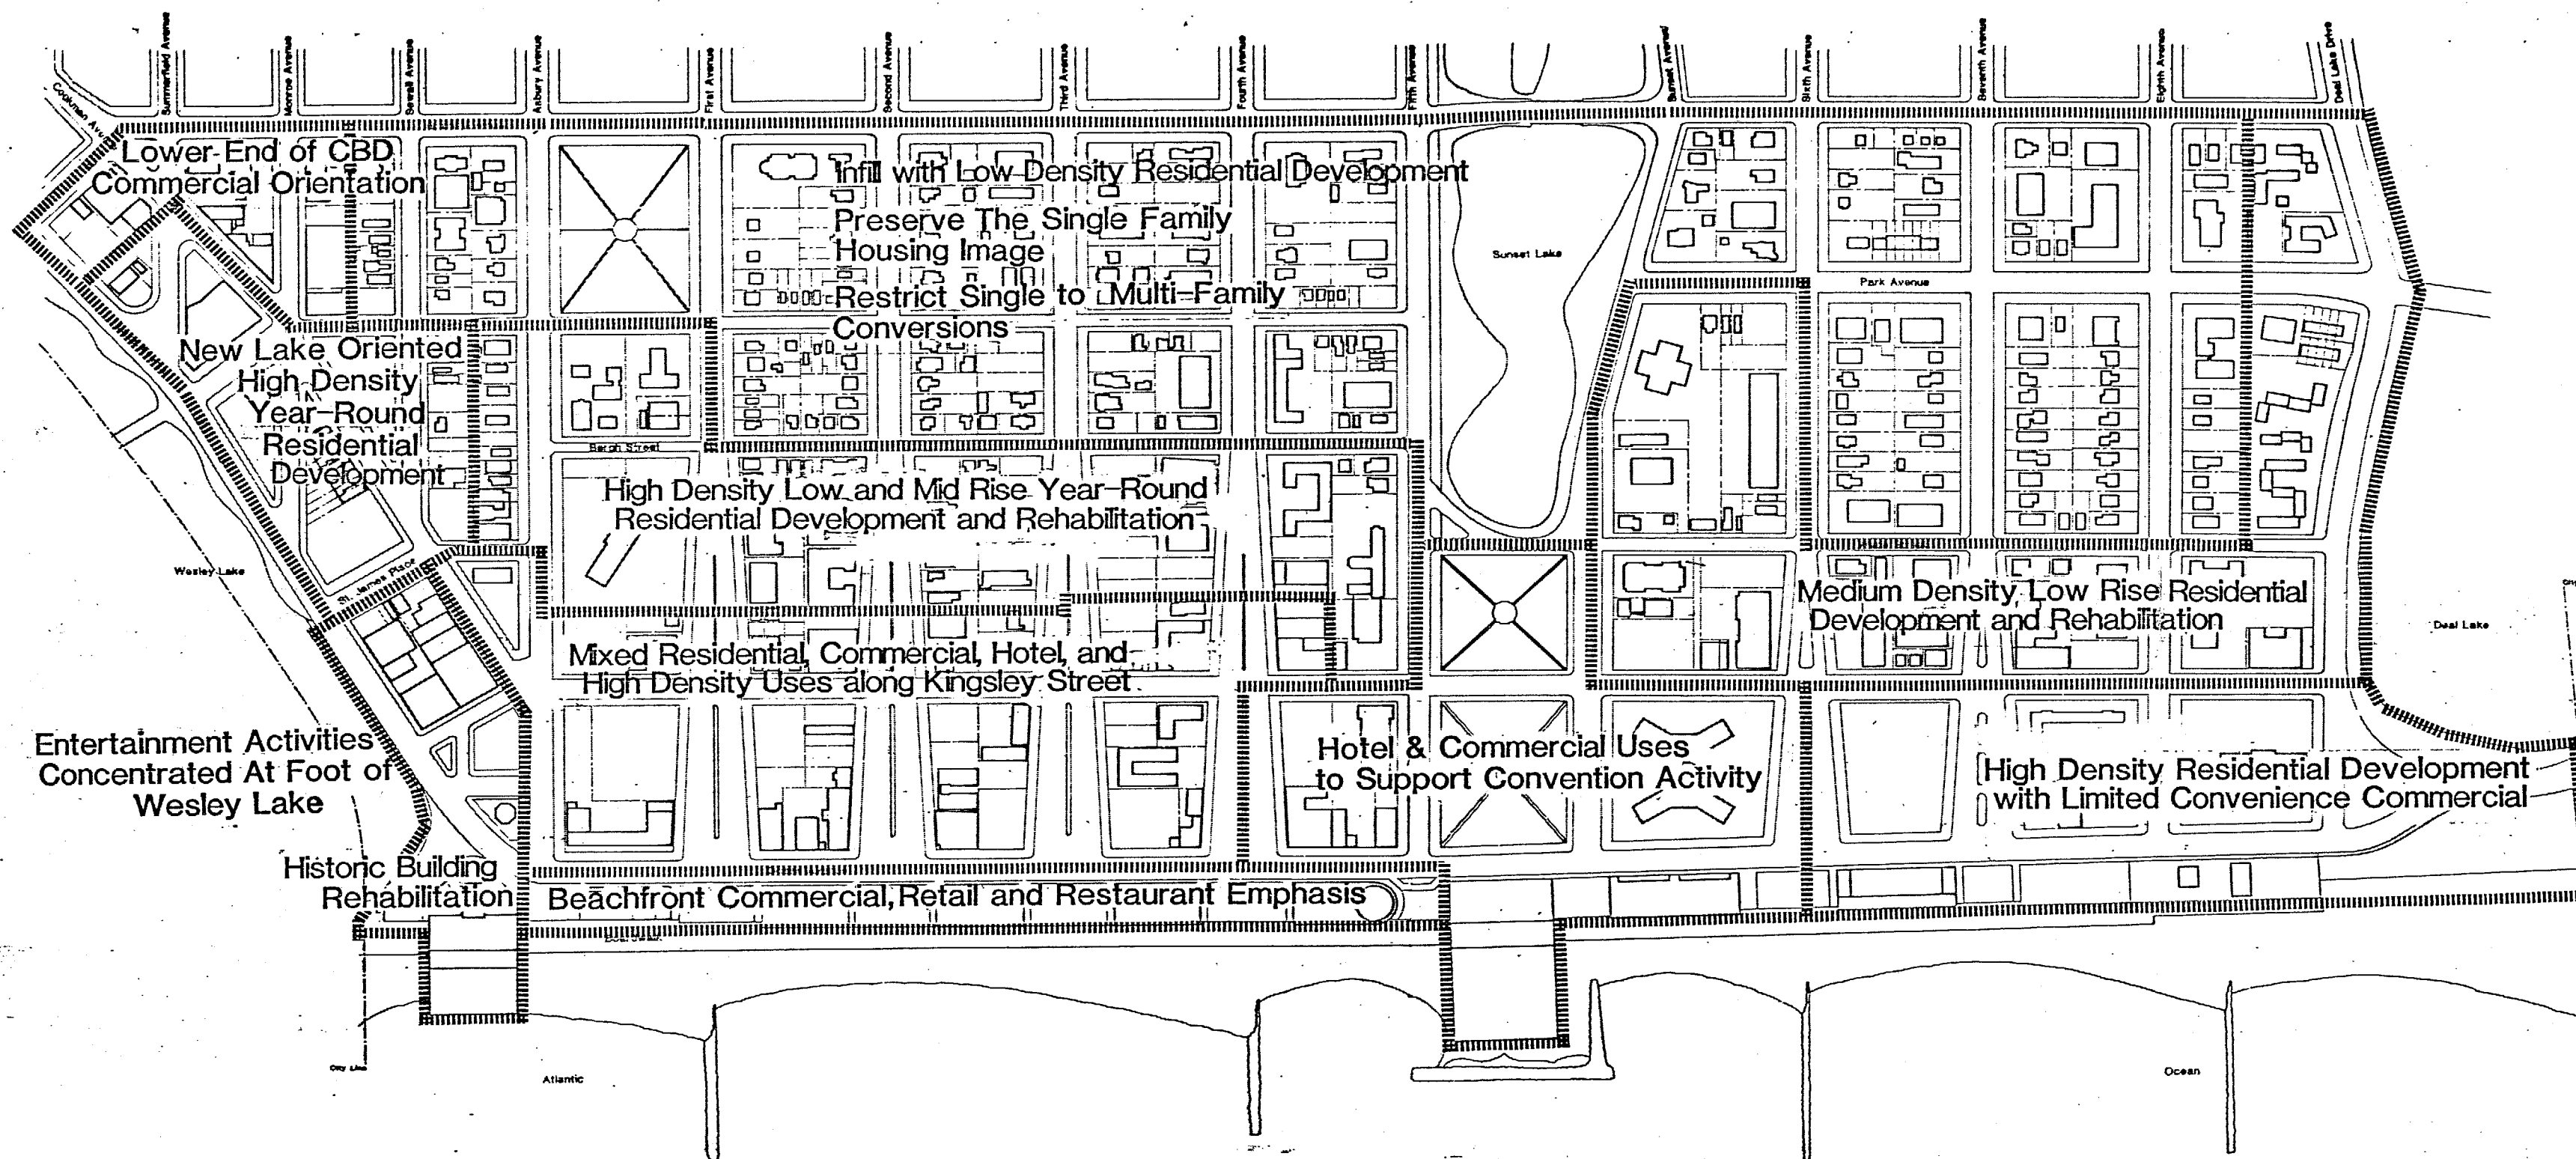 Summerfield Avenue
Monroe Avenue
Sewall Avenue
Asbury Avenue
First Avenue
Second Avenue
Third Avenue
Fourth Avenue
Fifth Avenue
Sunset Avenue
Sixth Avenue
Seventh Avenue
Eighth Avenue
Deal Lake Drive
Cookman Avenue
Lower End of CBD
Commercial Orientation
Infill with Low Density Residential Development
Preserve The Single Family
Housing Image
Restrict Single to Multi-Family
Conversions
Sunset Lake
Park Avenue
New Lake Oriented
High Density
Year-Round
Residential
Development
Bergh Street
High Density Low and Mid Rise Year-Round
Residential Development and Rehabilitation
Wesley Lake
St. James Place
Medium Density, Low Rise Residential
Development and Rehabilitation
Deal Lake
Mixed Residential, Commercial, Hotel, and
High Density Uses along Kingsley Street
Entertainment Activities
Concentrated At Foot of
Wesley Lake
Hotel & Commercial Uses
to Support Convention Activity
High Density Residential Development
with Limited Convenience Commercial
Historic Building
Rehabilitation
Beachfront Commercial, Retail and Restaurant Emphasis
Boardwalk
City Line
Atlantic
Ocean